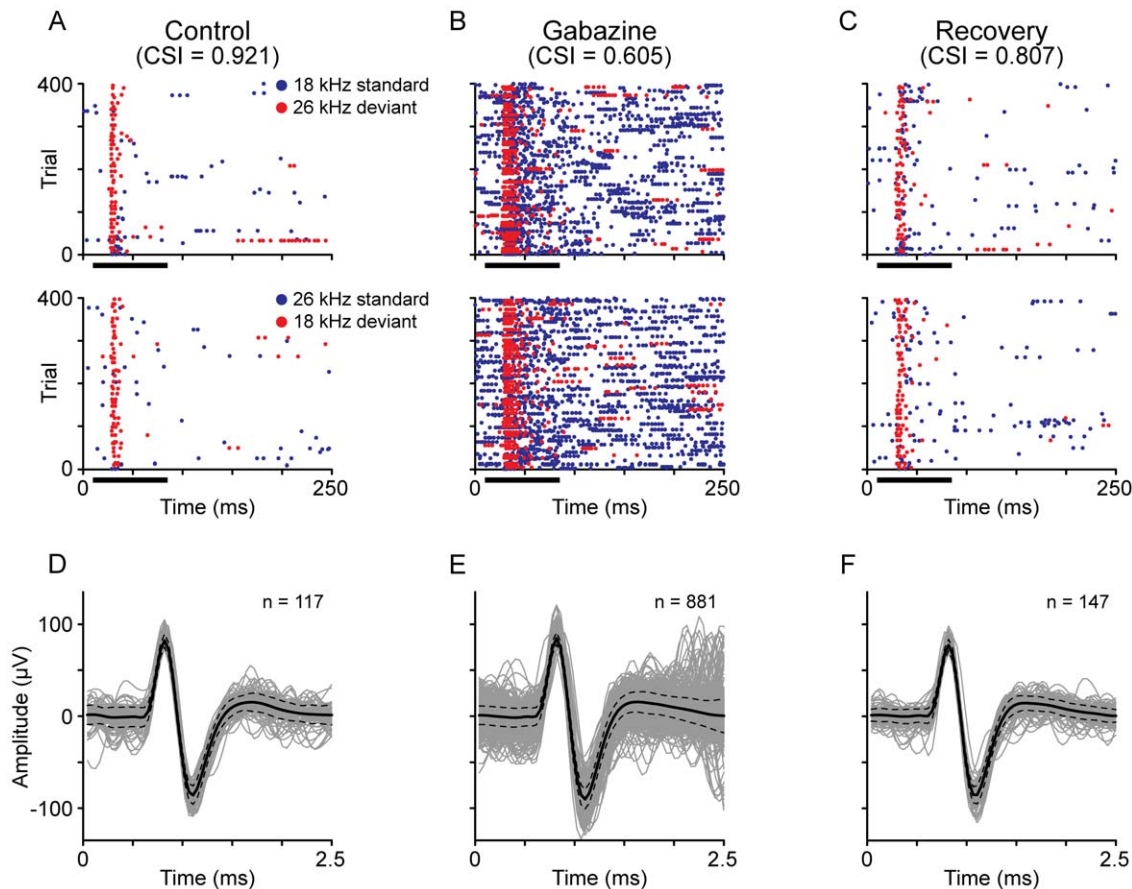 A
Control
(CSI = 0.921)
B
Gabazine
(CSI = 0.605)
C
Recovery
(CSI = 0.807)
400
Trial
0
18 kHz standard
26 kHz deviant
400
Trial
0
26 kHz standard
18 kHz deviant
0
250
Time (ms)
0
250
Time (ms)
0
250
Time (ms)
D
E
F
n = 117
n = 881
n = 147
100
0
-100
Amplitude (µV)
0
2.5
Time (ms)
0
2.5
Time (ms)
0
2.5
Time (ms)